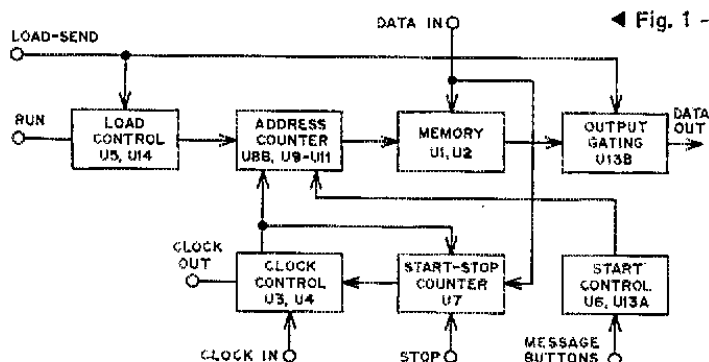 ◄ Fig. 1 -
DATA IN
LOAD-SEND
RUN
LOAD
CONTROL
U5, U14
ADDRESS
COUNTER
U8B, U9-U11
MEMORY
U1, U2
OUTPUT
GATING
U13B
DATA
OUT
CLOCK
OUT
CLOCK
CONTROL
U3, U4
START-STOP
COUNTER
U7
START
CONTROL
U6, U13A
CLOCK IN
STOP
MESSAGE
BUTTONS